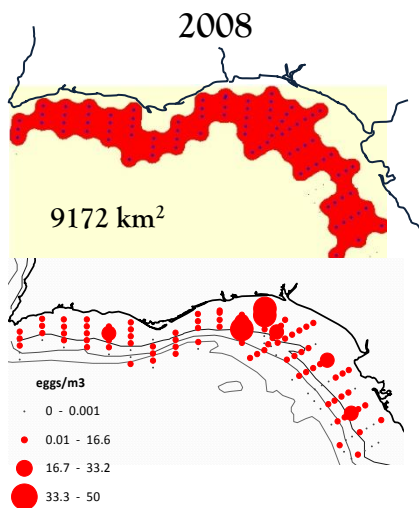 2008
9172 km²
eggs/m3
0 - 0.001
0.01 - 16.6
16.7 - 33.2
33.3 - 50